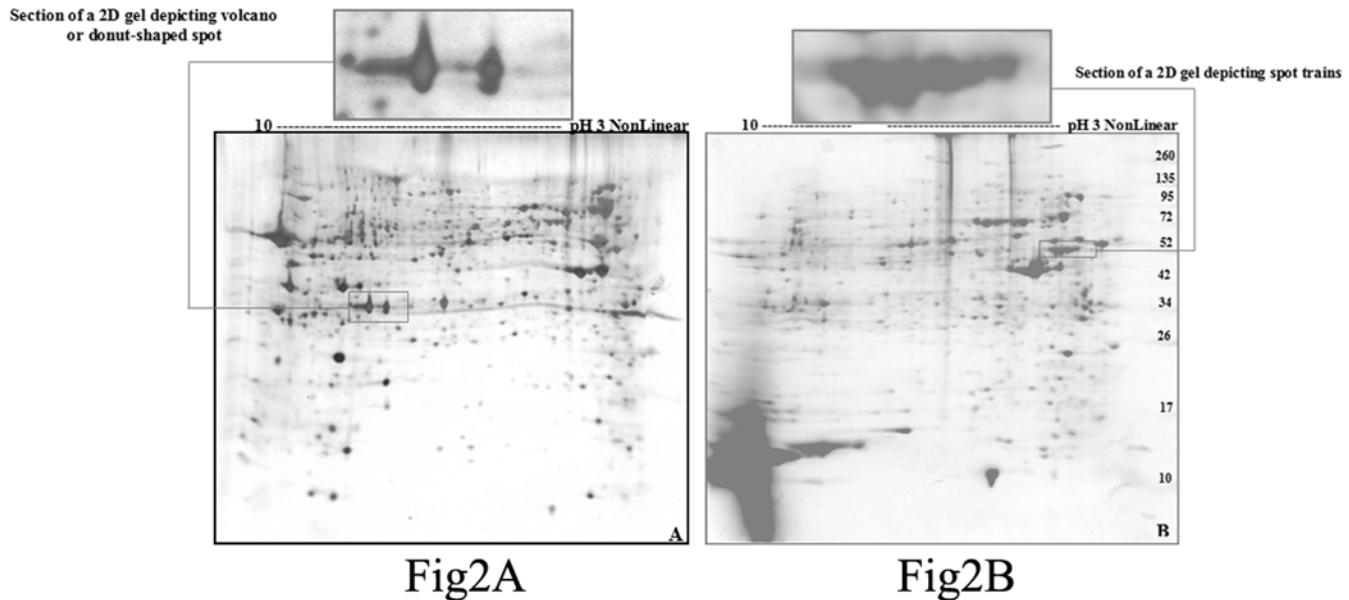 Section of a 2D gel depicting volcano
or donut-shaped spot
Section of a 2D gel depicting spot trains
10 ---------------------------------------- pH 3 NonLinear
10 ------------ ------------------------ pH 3 NonLinear
260
135
95
72
52
42
34
26
17
10
A
B
Fig2A
Fig2B